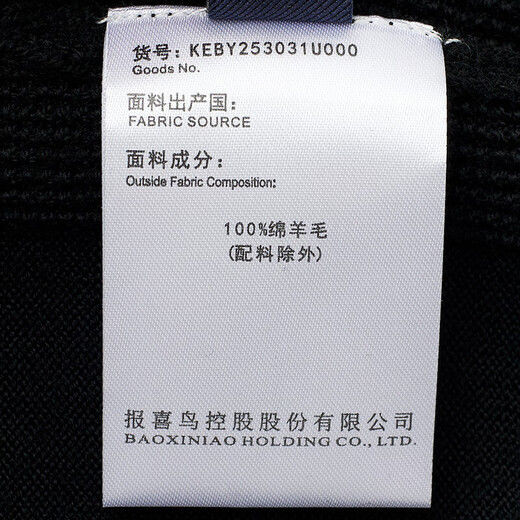 货号: KEBY253031U000
Goods No.
面料出产国:
FABRIC SOURCE
面料成分:
Outside Fabric Composition:
100%绵羊毛
(配料除外)
报喜鸟控股股份有限公司
BAOXINIAO HOLDING CO., LTD.